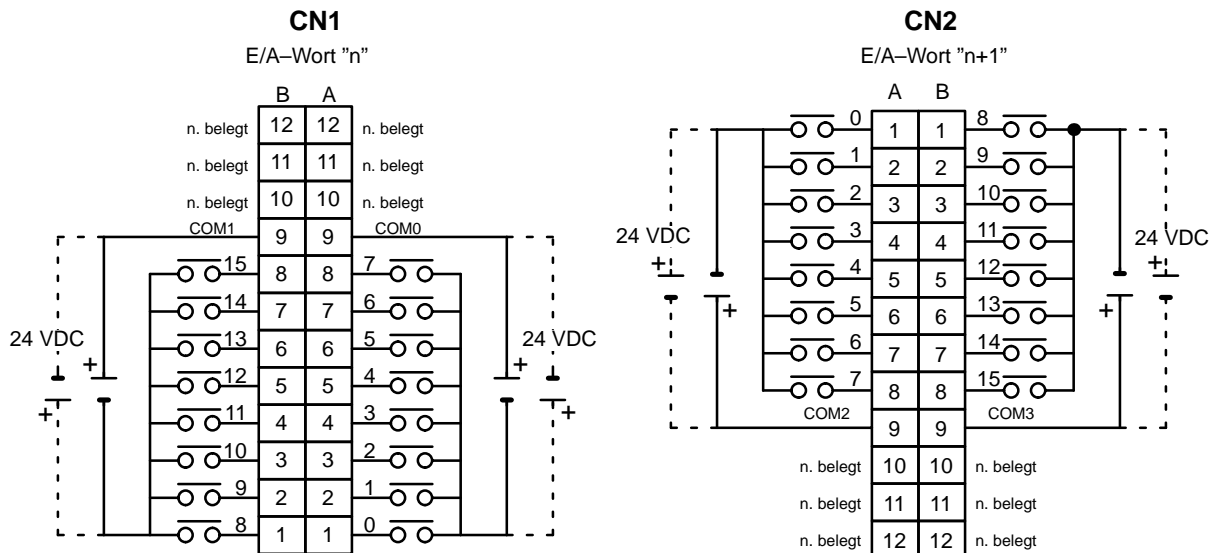 CN1
E/A–Wort ”n”
B A
n. belegt 12 12 n. belegt
n. belegt 11 11 n. belegt
n. belegt 10 10 n. belegt
COM1 9 9 COM0
15 8 8 7
14 7 7 6
13 6 6 5
12 5 5 4
11 4 4 3
10 3 3 2
9 2 2 1
8 1 1 0
24 VDC
+
+
24 VDC
+
+
CN2
E/A–Wort ”n+1”
A B
0 1 1 8
1 2 2 9
2 3 3 10
3 4 4 11
4 5 5 12
5 6 6 13
6 7 7 14
7 8 8 15
COM2 9 9 COM3
n. belegt 10 10 n. belegt
n. belegt 11 11 n. belegt
n. belegt 12 12 n. belegt
24 VDC
+
+
24 VDC
+
+